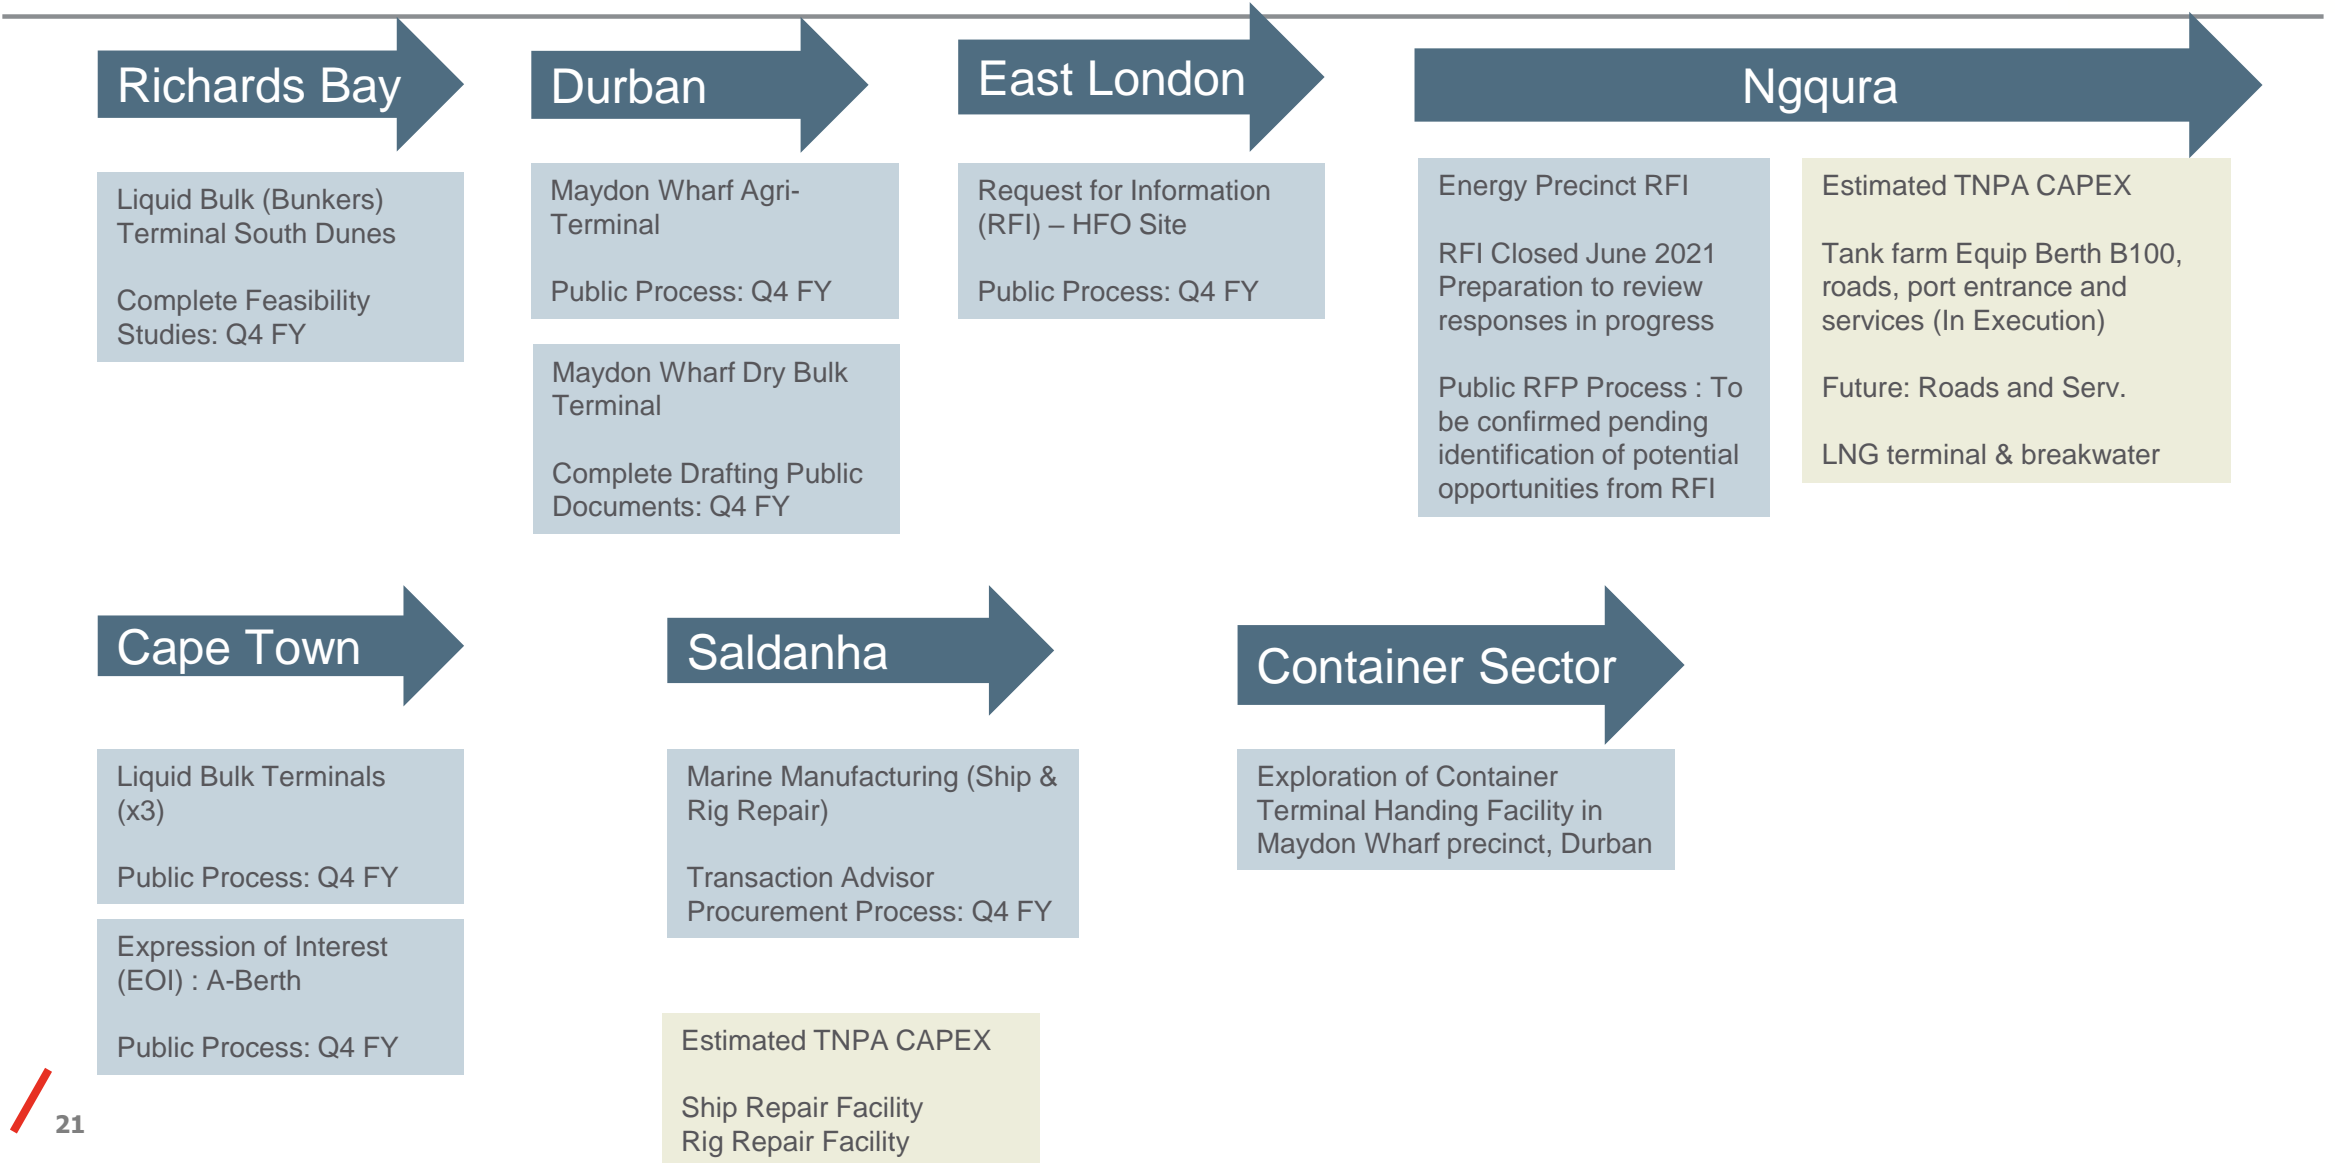 Richards Bay
Liquid Bulk (Bunkers)
Terminal South Dunes
Complete Feasibility
Studies: Q4 FY
Durban
Maydon Wharf Agri-
Terminal
Public Process: Q4 FY
Maydon Wharf Dry Bulk
Terminal
Complete Drafting Public
Documents: Q4 FY
East London
Request for Information
(RFI) – HFO Site
Public Process: Q4 FY
Ngqura
Energy Precinct RFI
RFI Closed June 2021
Preparation to review
responses in progress
Public RFP Process : To
be confirmed pending
identification of potential
opportunities from RFI
Estimated TNPA CAPEX
Tank farm Equip Berth B100,
roads, port entrance and
services (In Execution)
Future: Roads and Serv.
LNG terminal & breakwater
Cape Town
Liquid Bulk Terminals
(x3)
Public Process: Q4 FY
Expression of Interest
(EOI) : A-Berth
Public Process: Q4 FY
Saldanha
Marine Manufacturing (Ship &
Rig Repair)
Transaction Advisor
Procurement Process: Q4 FY
Estimated TNPA CAPEX
Ship Repair Facility
Rig Repair Facility
Container Sector
Exploration of Container
Terminal Handing Facility in
Maydon Wharf precinct, Durban
21